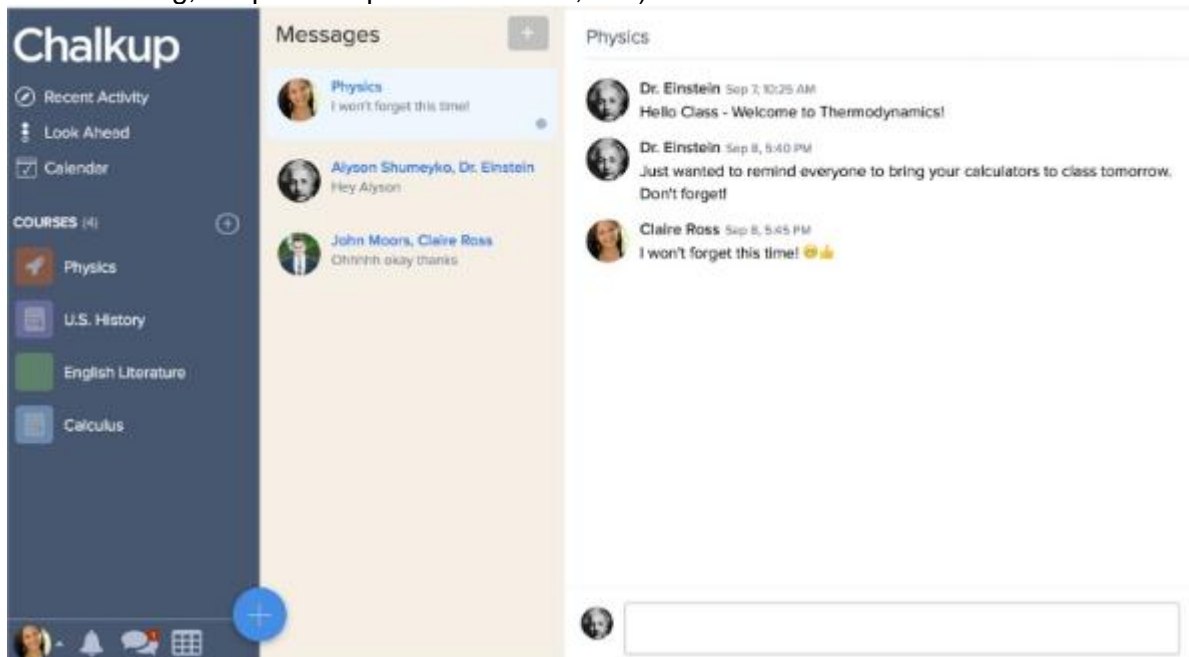 Chalkup
Recent Activity
Look Ahead
Calendar
COURSES (4)
Physics
U.S. History
English Literature
Calculus
Messages
Physics
I won't forget this time!
Alyson Shumeyko, Dr. Einstein
Hey Alyson
John Moors, Claire Ross
Ohhhhh okay thanks
Physics
Dr. Einstein Sep 7, 10:25 AM
Hello Class - Welcome to Thermodynamics!
Dr. Einstein Sep 8, 5:40 PM
Just wanted to remind everyone to bring your calculators to class tomorrow.
Don't forget!
Claire Ross Sep 8, 5:45 PM
I won't forget this time! 😊👍